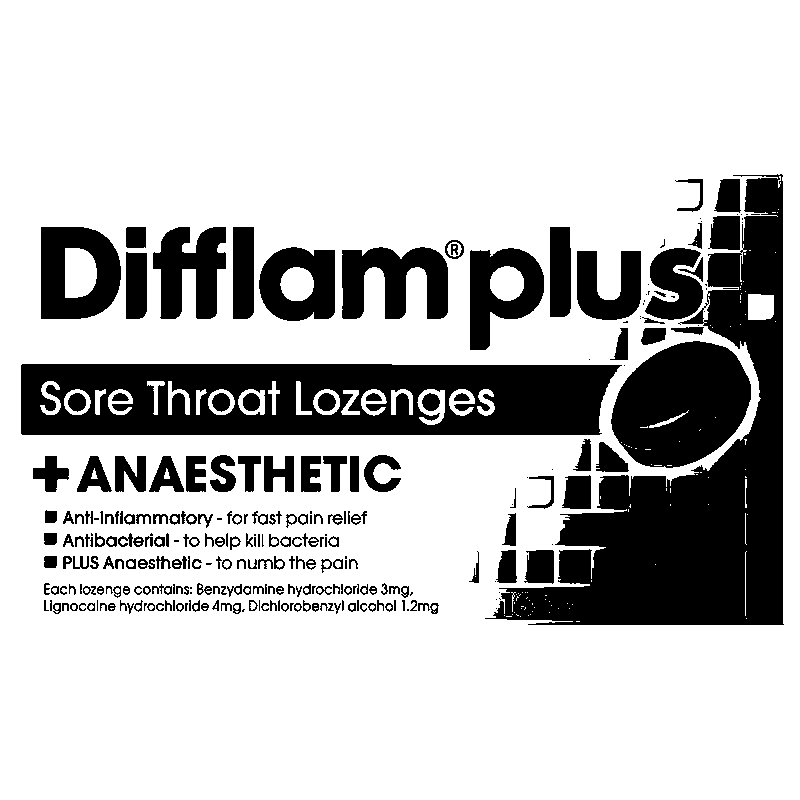 Difflam® plus
Sore Throat Lozenges
+ ANAESTHETIC
■ Anti-inflammatory - for fast pain relief
■ Antibacterial - to help kill bacteria
■ PLUS Anaesthetic - to numb the pain
Each lozenge contains: Benzydamine hydrochloride 3mg,
Lignocaine hydrochloride 4mg, Dichlorobenzyl alcohol 1.2mg
16